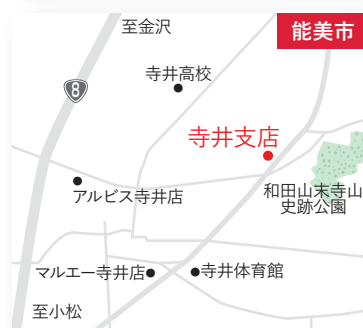 至金沢
能美市
寺井高校
8
寺井支店
アルビス寺井店
和田山末寺山
史跡公園
マルエー寺井店
寺井体育館
至小松